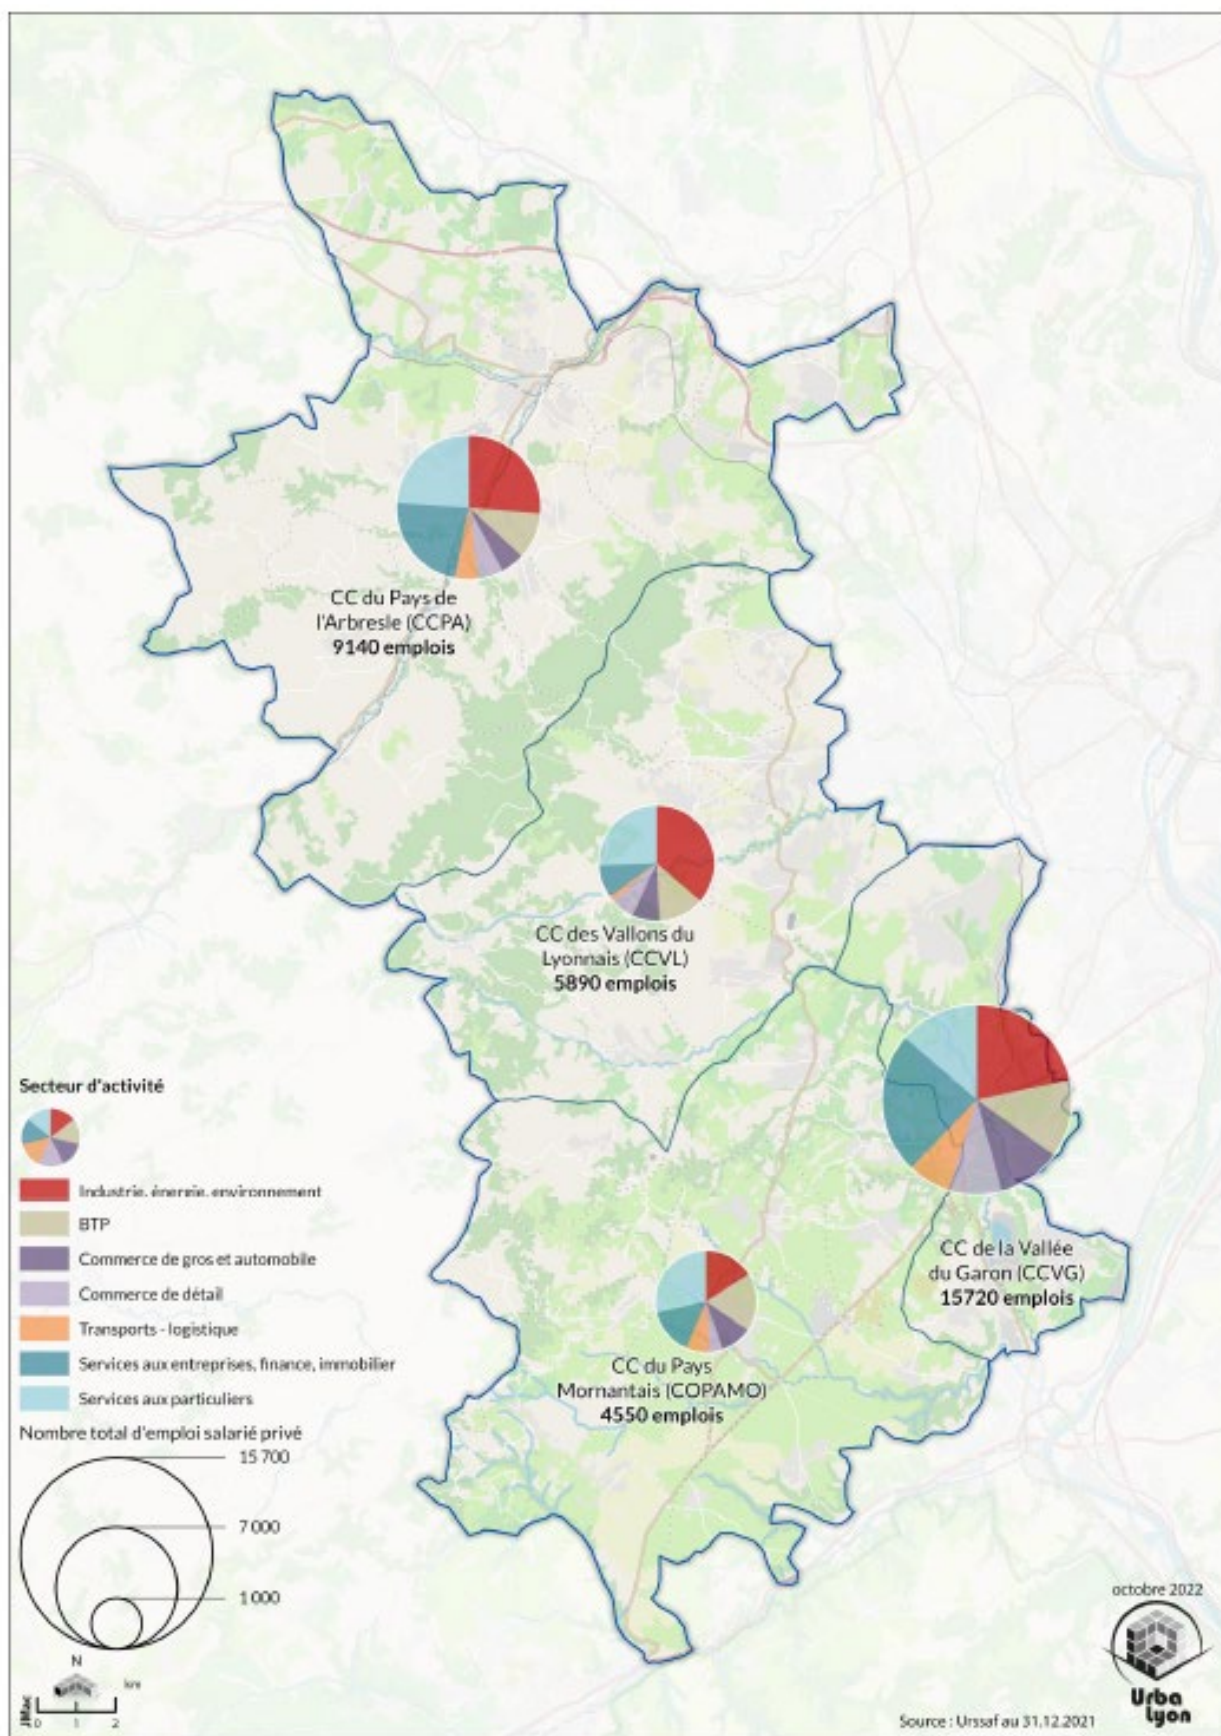 CC du Pays de
l'Arbresle (CCPA)
9140 emplois
CC des Vallons du
Lyonnais (CCVL)
5890 emplois
CC de la Vallée
du Garon (CCVG)
15720 emplois
CC du Pays
Mornantais (COPAMO)
4550 emplois
Secteur d'activité
Industrie, énergie, environnement
BTP
Commerce de gros et automobile
Commerce de détail
Transports - logistique
Services aux entreprises, finance, immobilier
Services aux particuliers
Nombre total d'emploi salarié privé
15 700
7 000
1 000
N
km
0 1 2
octobre 2022
Urba
Lyon
Source : Urssaf au 31.12.2021